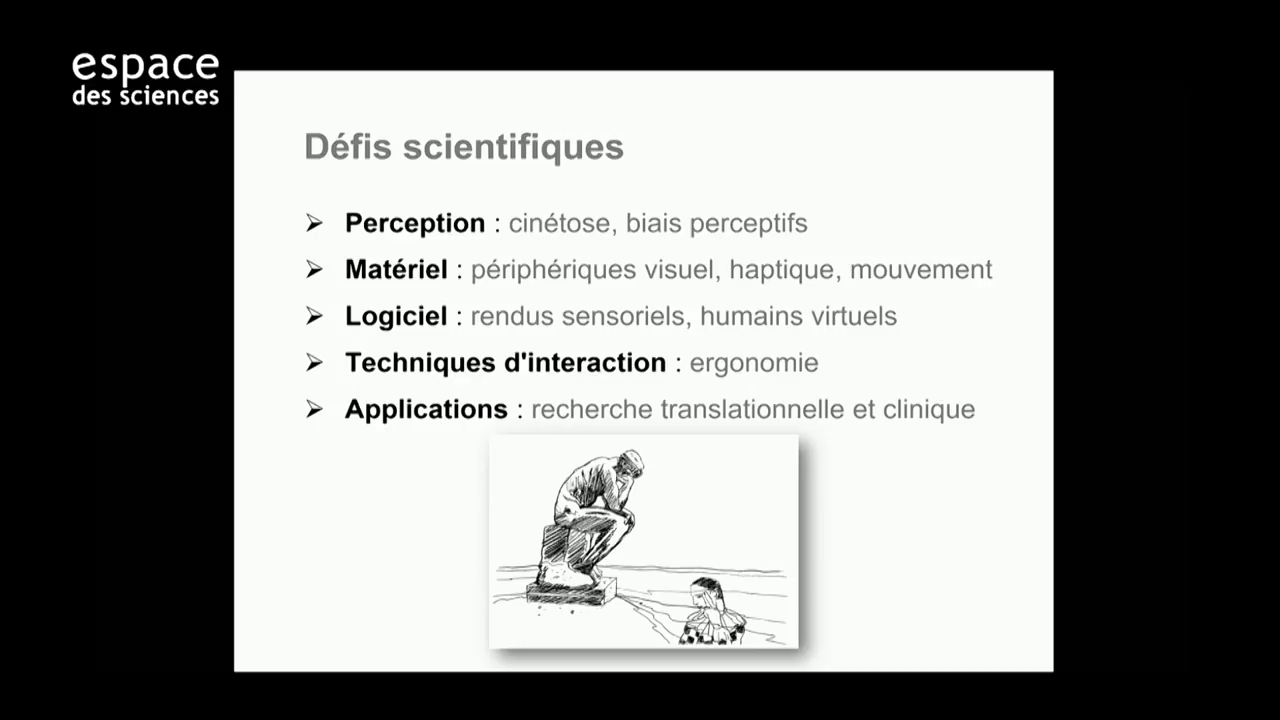 espace
des sciences
Défis scientifiques
Perception : cinétose, biais perceptifs
Matériel : périphériques visuel, haptique, mouvement
Logiciel : rendus sensoriels, humains virtuels
Techniques d'interaction : ergonomie
Applications : recherche translationnelle et clinique